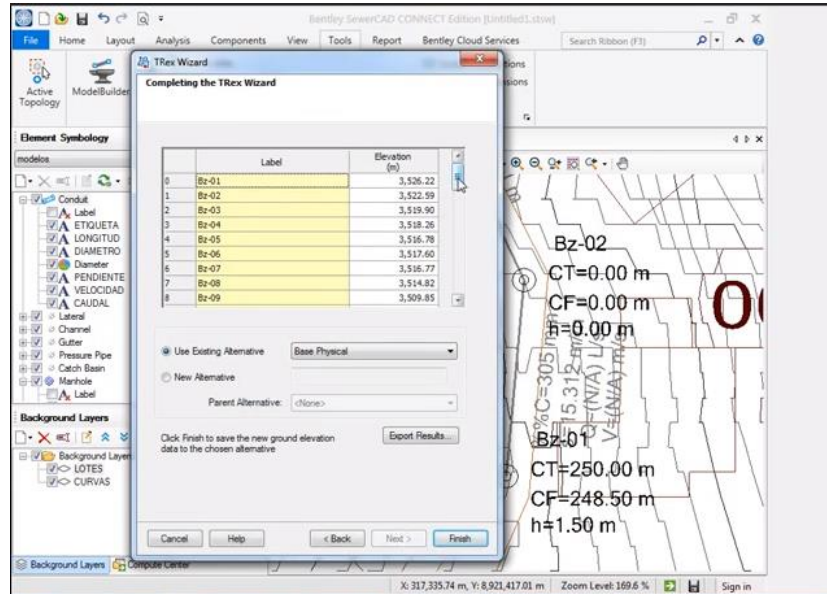 Bentley SewerCAD CONNECT Edition [Untitled1.stsw]
File Home Layout Analysis Components View Tools Report Bentley Cloud Services Search Ribbon (F3)
Active
Topology
ModelBuilder
TRex Wizard
Completing the TRex Wizard
Element Symbology
modelos
Conduit
Label
ETIQUETA
LONGITUD
DIAMETRO
Diameter
PENDIENTE
VELOCIDAD
CAUDAL
Lateral
Channel
Gutter
Pressure Pipe
Catch Basin
Manhole
Label
Background Layers
Background Layers
LOTES
CURVAS
Background Layers Compute Center
Label Elevation
(m)
0 Bz-01 3,526.22
1 Bz-02 3,522.59
2 Bz-03 3,519.90
3 Bz-04 3,518.26
4 Bz-05 3,516.78
5 Bz-06 3,517.60
6 Bz-07 3,516.77
7 Bz-08 3,514.82
8 Bz-09 3,509.85
Use Existing Alternative Base Physical
New Alternative
Parent Alternative: <None>
Click Finish to save the new ground elevation
data to the chosen alternative
Export Results...
Cancel Help < Back Next > Finish
Bz-02
CT=0.00 m
CF=0.00 m
h=0.00 m
%C=305 mm
15.312 m/m
Q=(N/A) L/s
V=(N/A) m/s
Bz-01
CT=250.00 m
CF=248.50 m
h=1.50 m
X: 317,335.74 m, Y: 8,921,417.01 m Zoom Level: 169.6 % Sign in